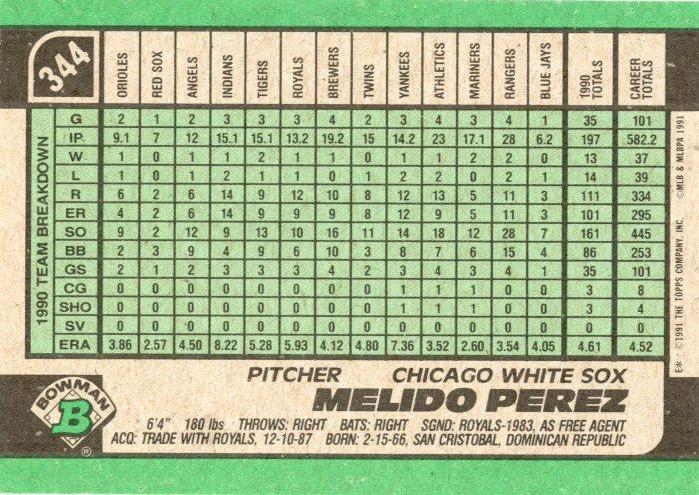 344
ORIOLES RED SOX ANGELS INDIANS TIGERS ROYALS BREWERS TWINS YANKEES ATHLETICS MARINERS RANGERS BLUE JAYS 1990 TOTALS CAREER TOTALS
1990 TEAM BREAKDOWN
G 2 1 2 3 3 3 4 2 3 4 3 4 1 35 101
IP. 9.1 7 12 15.1 15.1 13.2 19.2 15 14.2 23 17.1 28 6.2 197 582.2
W 1 0 1 1 2 1 1 0 1 1 2 2 0 13 37
L 1 0 1 2 1 1 2 2 2 1 0 1 0 14 39
R 6 2 6 14 9 12 10 8 12 13 5 11 3 111 334
ER 4 2 6 14 9 9 9 8 12 9 5 11 3 101 295
SO 9 2 12 9 13 10 16 11 14 18 12 28 7 161 445
BB 2 3 9 4 9 6 10 3 8 7 6 15 4 86 253
GS 2 1 2 3 3 3 4 2 3 4 3 4 1 35 101
CG 0 0 0 0 0 0 0 0 1 1 1 0 0 3 8
SHO 0 0 0 0 0 0 0 0 1 1 1 0 0 3 4
SV 0 0 0 0 0 0 0 0 0 0 0 0 0 0 0
ERA 3.86 2.57 4.50 8.22 5.28 5.93 4.12 4.80 7.36 3.52 2.60 3.54 4.05 4.61 4.52
E** ©1991 THE TOPPS COMPANY, INC. ©MLB & MLBPA 1991
PITCHER CHICAGO WHITE SOX
MELIDO PEREZ
BOWMAN
B
®
6'4" 180 lbs THROWS: RIGHT BATS: RIGHT SGND: ROYALS-1983, AS FREE AGENT
ACQ: TRADE WITH ROYALS, 12-10-87 BORN: 2-15-66, SAN CRISTOBAL, DOMINICAN REPUBLIC